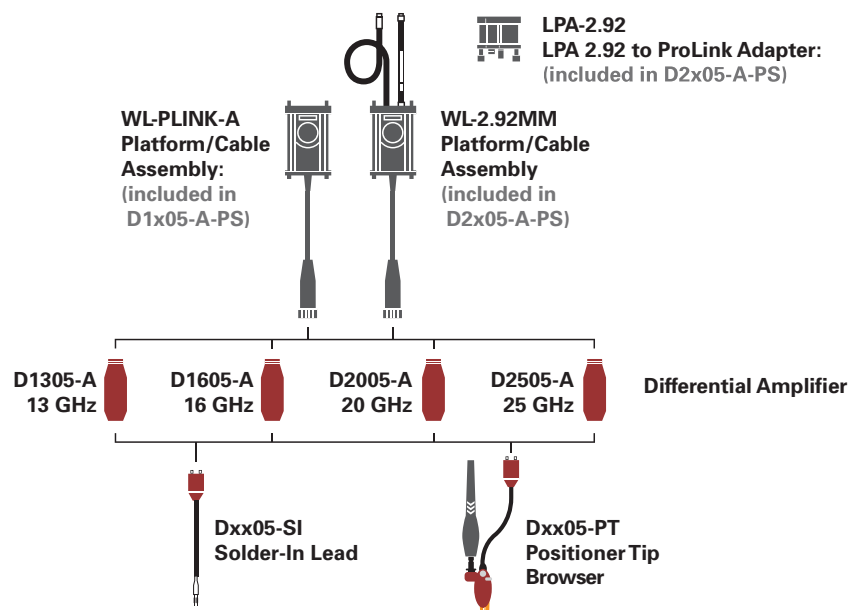 LPA-2.92
LPA 2.92 to ProLink Adapter:
(included in D2x05-A-PS)
WL-PLINK-A
Platform/Cable
Assembly:
(included in
D1x05-A-PS)
WL-2.92MM
Platform/Cable
Assembly
(included in
D2x05-A-PS)
D1305-A
13 GHz
D1605-A
16 GHz
D2005-A
20 GHz
D2505-A
25 GHz
Differential Amplifier
Dxx05-SI
Solder-In Lead
Dxx05-PT
Positioner Tip
Browser